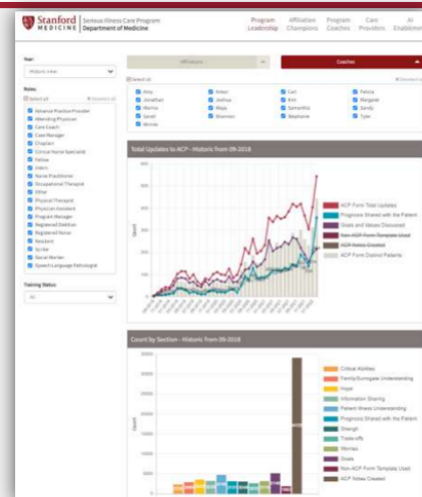 Stanford MEDICINE
Serious Illness Care Program
Department of Medicine
Program Leadership
Affiliation Champions
Program Coaches
Care Providers
AI Enablement
Year:
Historic view
Roles:
Select all
Advance Practice Provider
Attending Physician
Care Coach
Care Manager
Chaplain
Clinical Nurse Specialist
Fellow
Intern
Nurse Practitioner
Occupational Therapist
Other
Physical Therapist
Physician Assistant
Program Manager
Registered Dietitian
Registered Nurse
Resident
Scribe
Social Worker
Speech Language Pathologist
Training Status:
All
Affiliations
Coaches
Select all
Amy
Jonathan
Marina
Sarah
Winnie
Joshua
Maya
Shannon
Carl
Kim
Samantha
Stephanie
Felicia
Margaret
Sandy
Tyler
Total Updates to ACP - Historic from 09-2018
Count
ACP Form Total Updates
Prognosis Shared with the Patient
Goals and Values Discussed
Non-ACP Form Template Used
ACP Notes Created
ACP Form Distinct Patients
Count by Section - Historic from 09-2018
Count
Critical Abilities
Family/Surrogate Understanding
Hope
Information Sharing
Patient Illness Understanding
Prognosis Shared with the Patient
Strength
Trade-offs
Worries
Goals
Non-ACP Form Template Used
ACP Notes Created